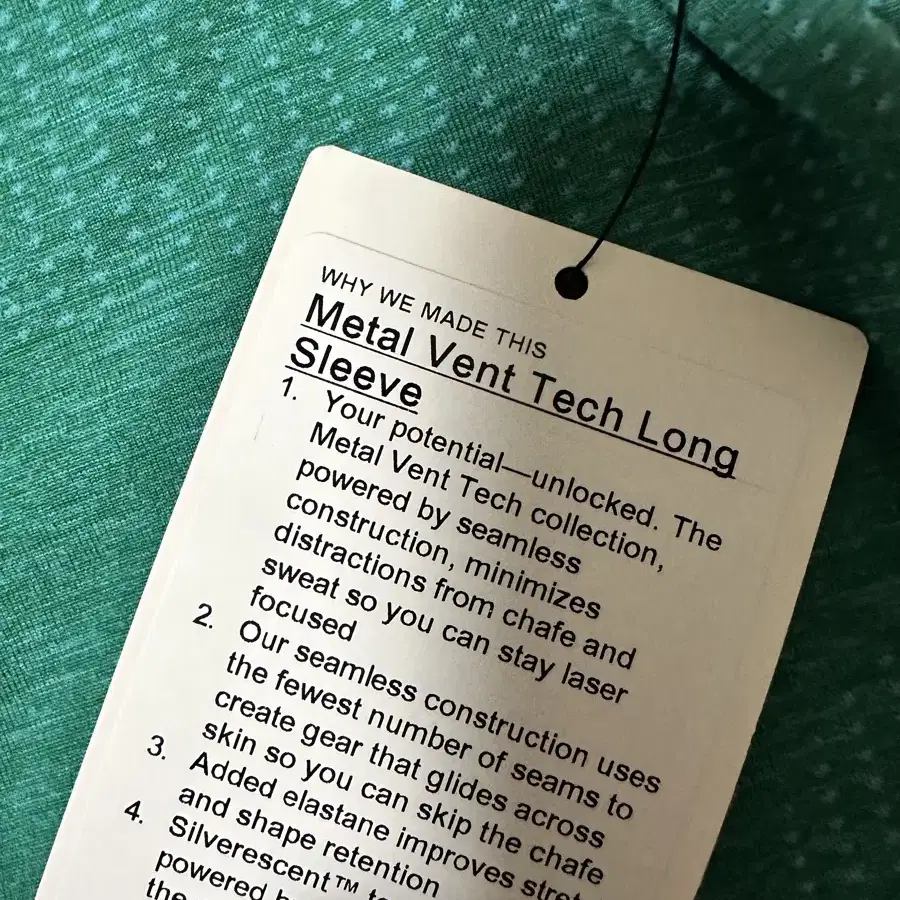 WHY WE MADE THIS
Metal Vent Tech Long
Sleeve
1. Your potential—unlocked. The
Metal Vent Tech collection,
powered by seamless
construction, minimizes
distractions from chafe and
sweat so you can stay laser
focused
2. Our seamless construction uses
the fewest number of seams to
create gear that glides across
skin so you can skip the chafe
3. Added elastane improves
and shape retention
4. Silverescent™
powered
the